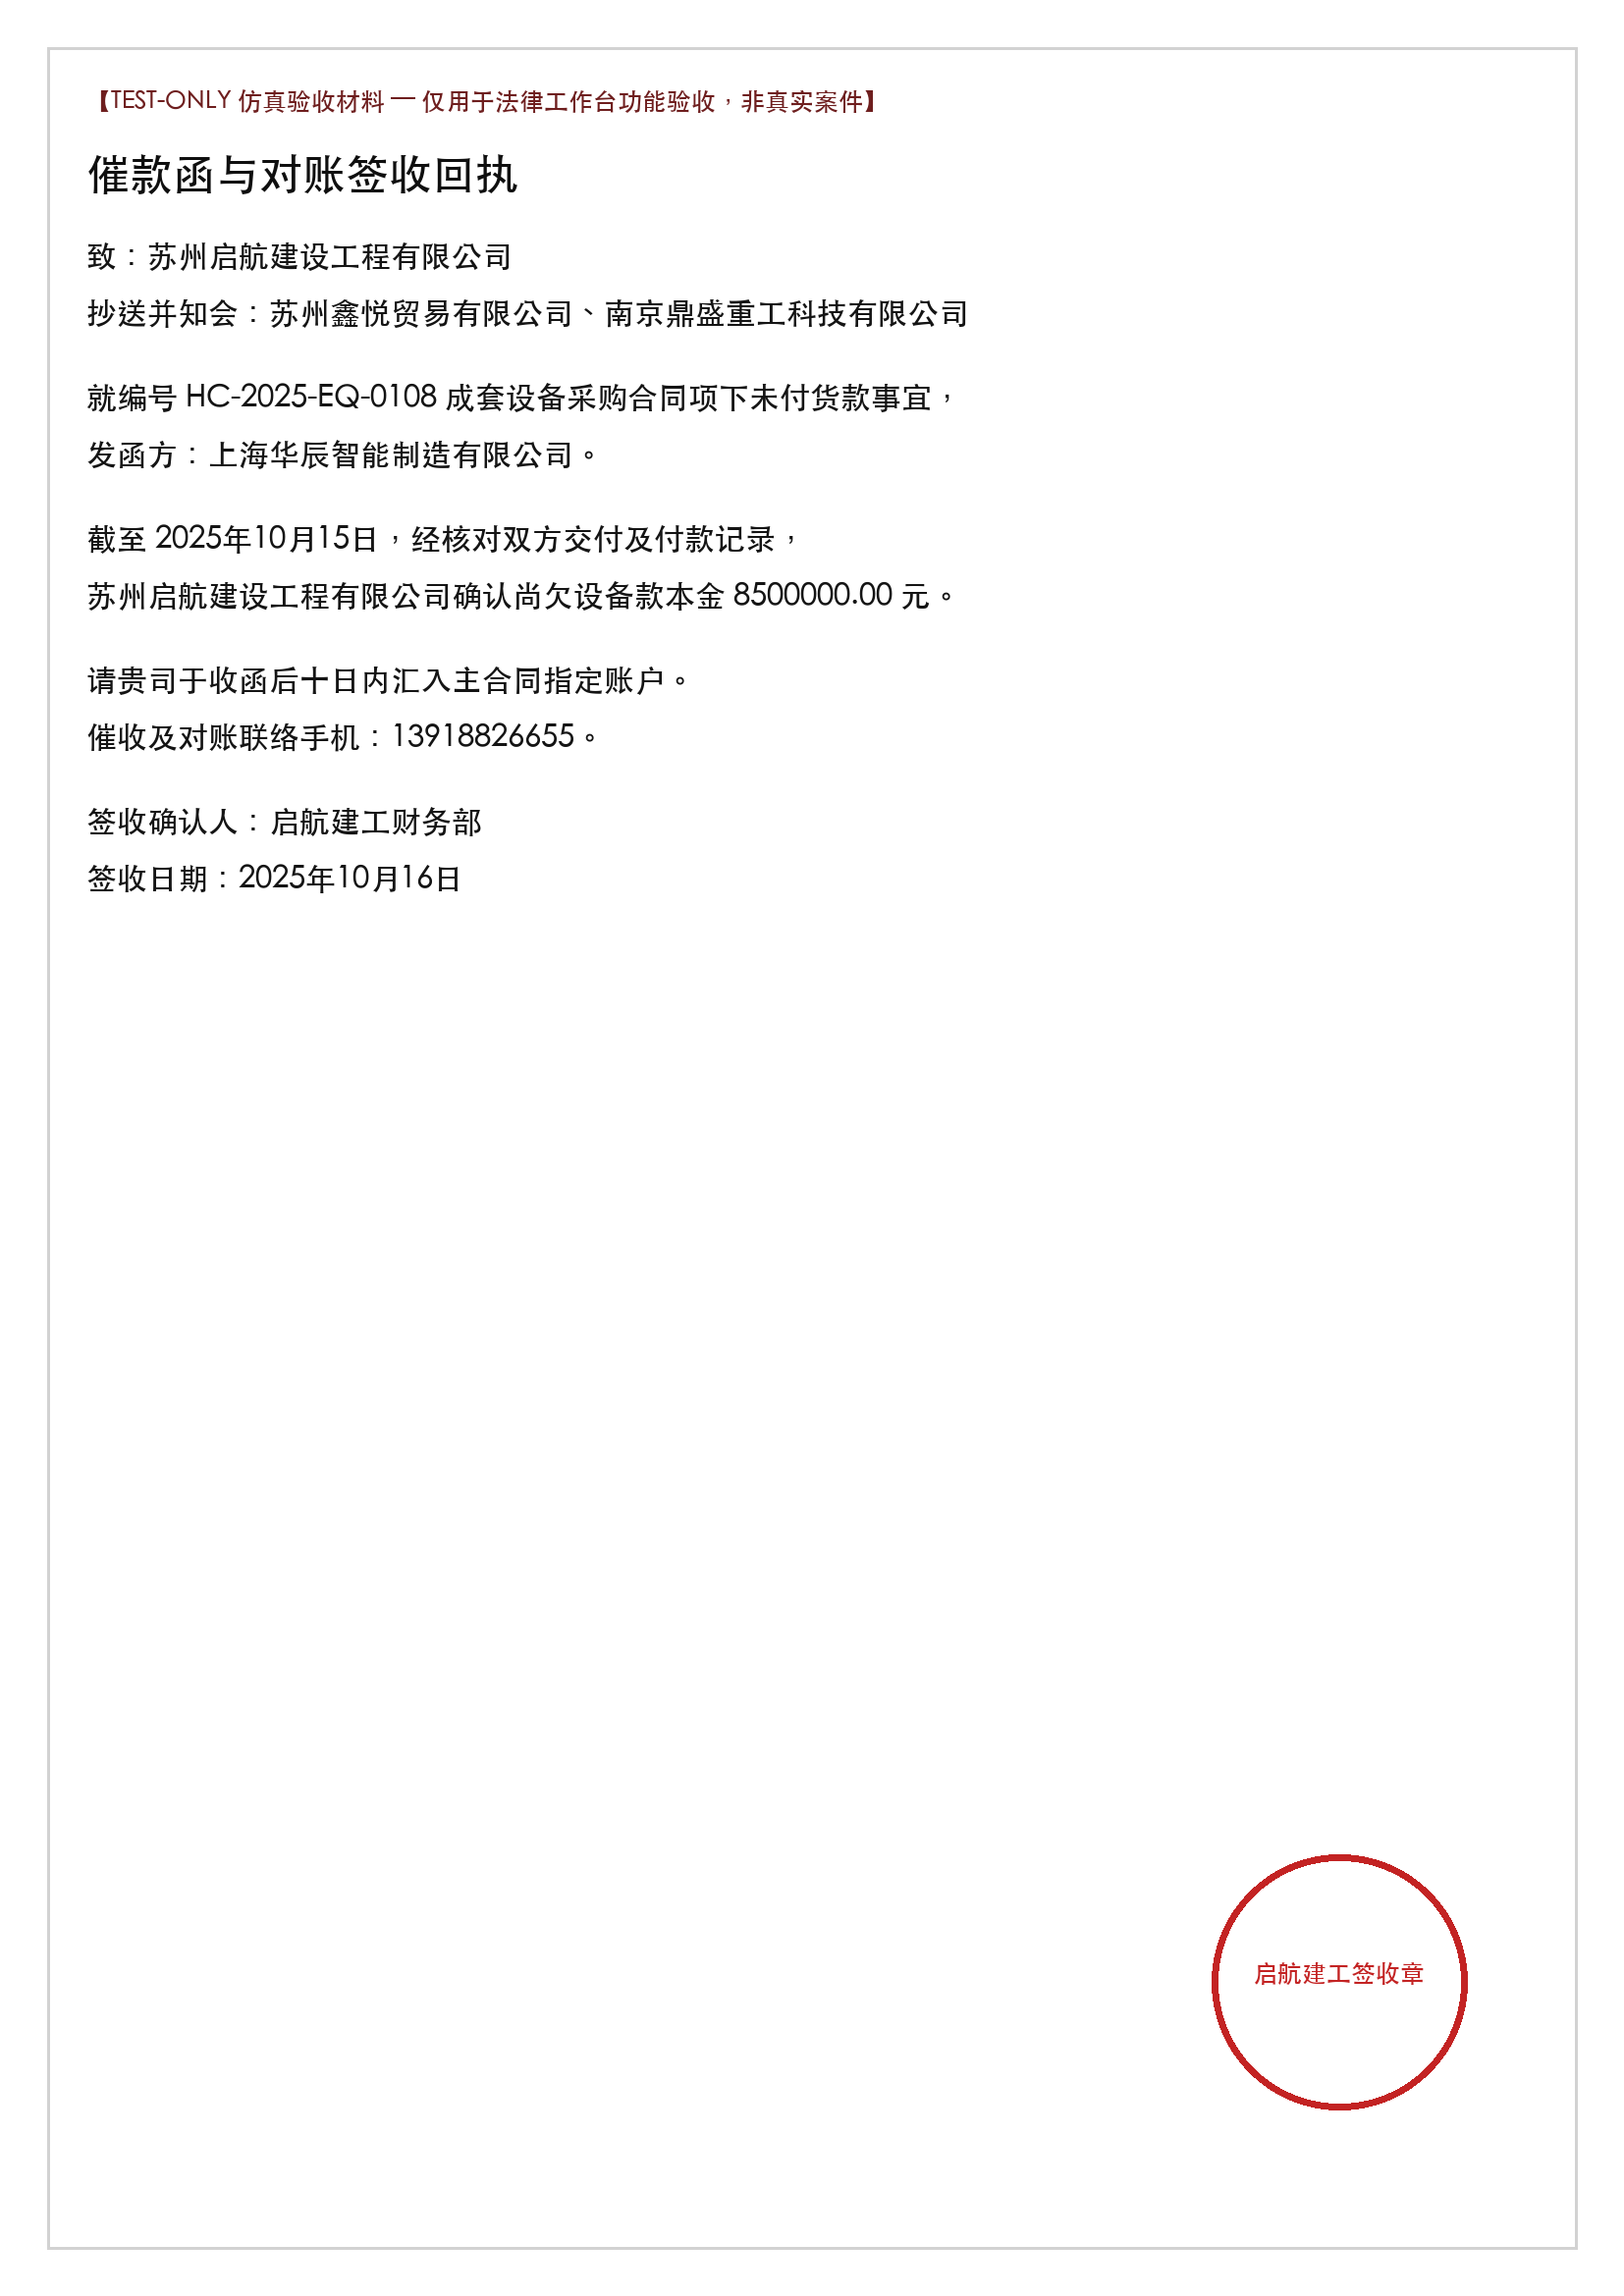 【TEST-ONLY 仿真验收材料 — 仅用于法律工作台功能验收，非真实案件】
催款函与对账签收回执
致：苏州启航建设工程有限公司
抄送并知会：苏州鑫悦贸易有限公司、南京鼎盛重工科技有限公司
就编号 HC-2025-EQ-0108 成套设备采购合同项下未付货款事宜，
发函方：上海华辰智能制造有限公司。
截至 2025年10月15日，经核对双方交付及付款记录，
苏州启航建设工程有限公司确认尚欠设备款本金 8500000.00 元。
请贵司于收函后十日内汇入主合同指定账户。
催收及对账联络手机：13918826655。
签收确认人：启航建工财务部
签收日期：2025年10月16日
启航建工签收章